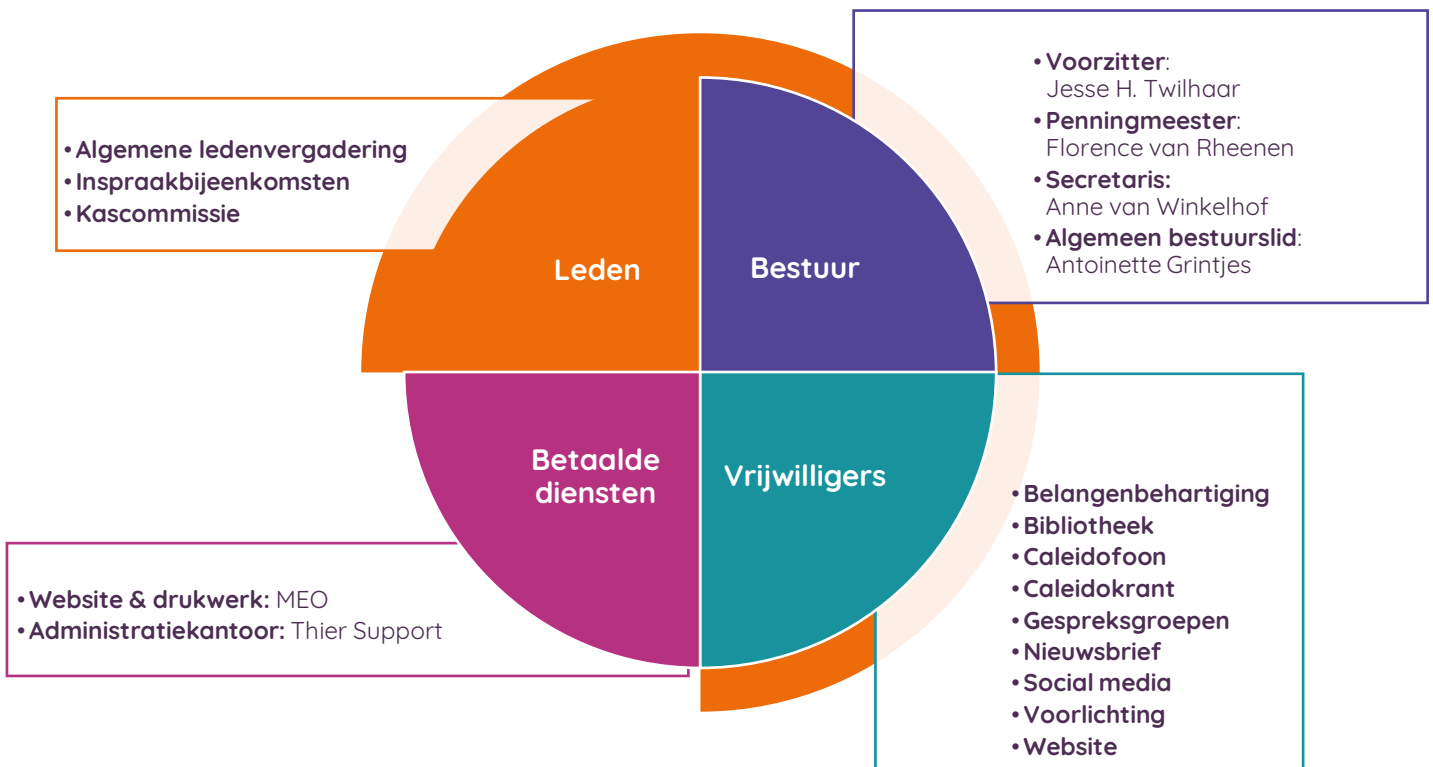 • Algemene ledenvergadering
• Inspraakbijeenkomsten
• Kascommissie
Leden
Bestuur
• Voorzitter:
Jesse H. Twilhaar
• Penningmeester:
Florence van Rheenen
• Secretaris:
Anne van Winkelhof
• Algemeen bestuurslid:
Antoinette Grintjes
Betaalde
diensten
Vrijwilligers
• Website & drukwerk: MEO
• Administratiekantoor: Thier Support
• Belangenbehartiging
• Bibliotheek
• Caleidofoon
• Caleidokrant
• Gespreksgroepen
• Nieuwsbrief
• Social media
• Voorlichting
• Website